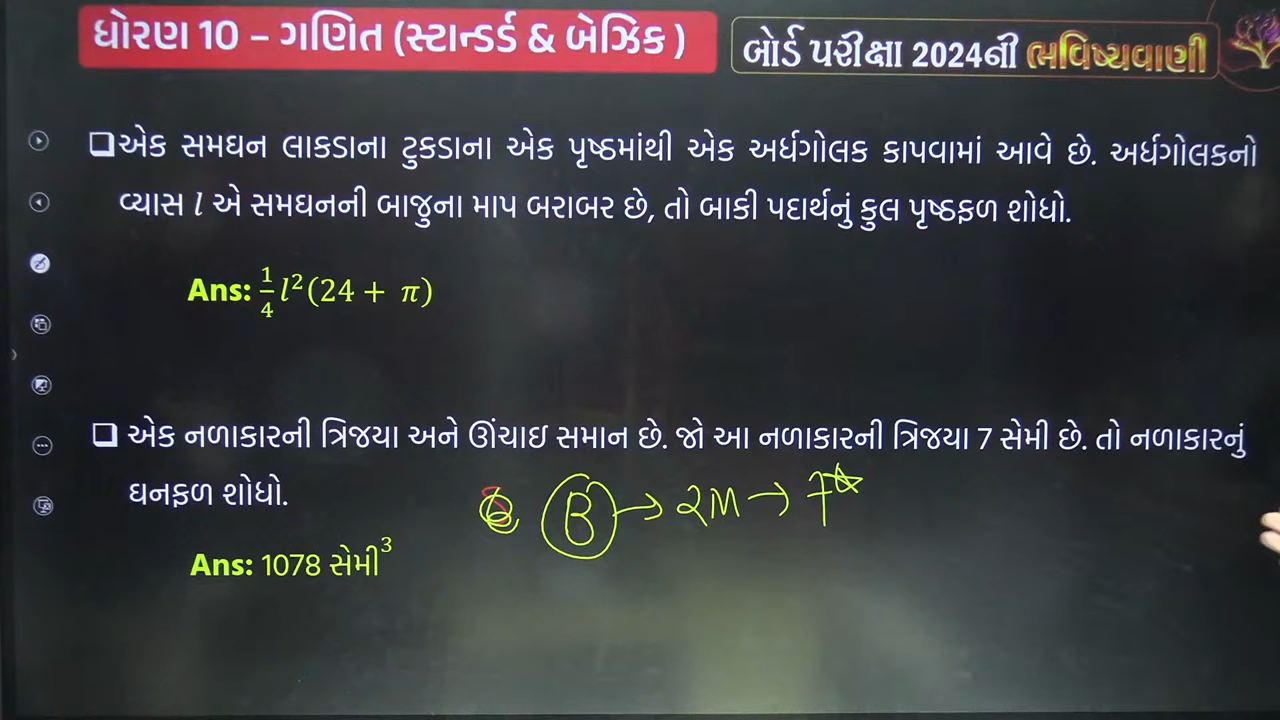 ધોરણ 10 – ગણિત (સ્ટાન્ડર્ડ & બેઝિક )
બોર્ડ પરીક્ષા 2024ની ભવિષ્યવાણી
❑એક સમઘન લાકડાના ટુકડાના એક પૃષ્ઠમાંથી એક અર્ધગોલક કાપવામાં આવે છે. અર્ધગોલકનો
વ્યાસ l એ સમઘનની બાજુના માપ બરાબર છે, તો બાકી પદાર્થનું કુલ પૃષ્ઠફળ શોધો.
Ans: 1/4 l²(24 + π)
❑ એક નળાકારની ત્રિજ્યા અને ઊંચાઇ સમાન છે. જો આ નળાકારની ત્રિજ્યા 7 સેમી છે. તો નળાકારનું
ઘનફળ શોધો.
B → 2M → 7
Ans: 1078 સેમી³